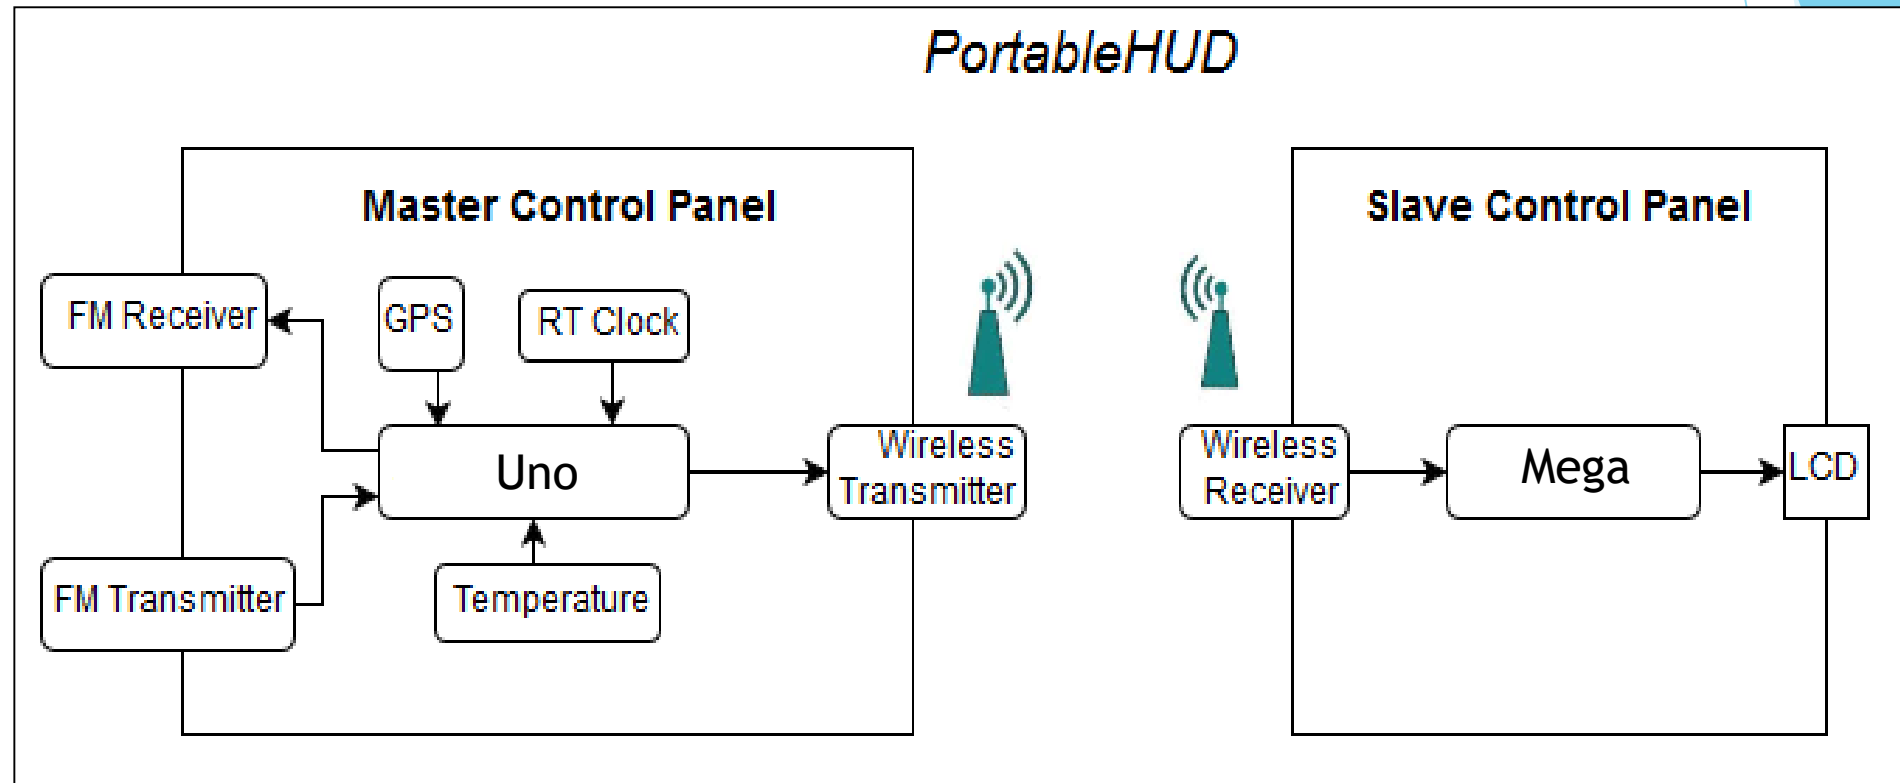 PortableHUD
Master Control Panel
Slave Control Panel
FM Receiver
GPS
RT Clock
Uno
Wireless
Transmitter
Wireless
Receiver
Mega
LCD
FM Transmitter
Temperature